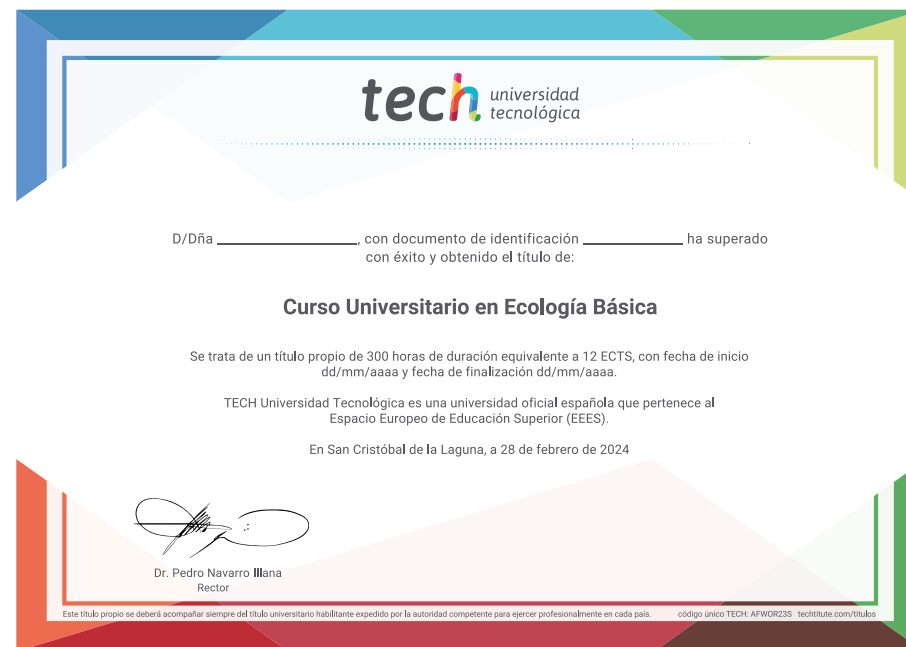 tech universidad
tecnológica
D/Dña ____________________, con documento de identificación ______________ ha superado
con éxito y obtenido el título de:
Curso Universitario en Ecología Básica
Se trata de un título propio de 300 horas de duración equivalente a 12 ECTS, con fecha de inicio
dd/mm/aaaa y fecha de finalización dd/mm/aaaa.
TECH Universidad Tecnológica es una universidad oficial española que pertenece al
Espacio Europeo de Educación Superior (EEES).
En San Cristóbal de la Laguna, a 28 de febrero de 2024
Dr. Pedro Navarro Illana
Rector
Este título propio se deberá acompañar siempre del título universitario habilitante expedido por la autoridad competente para ejercer profesionalmente en cada país. código único TECH: AFWOR23S techtitute.com/titulos